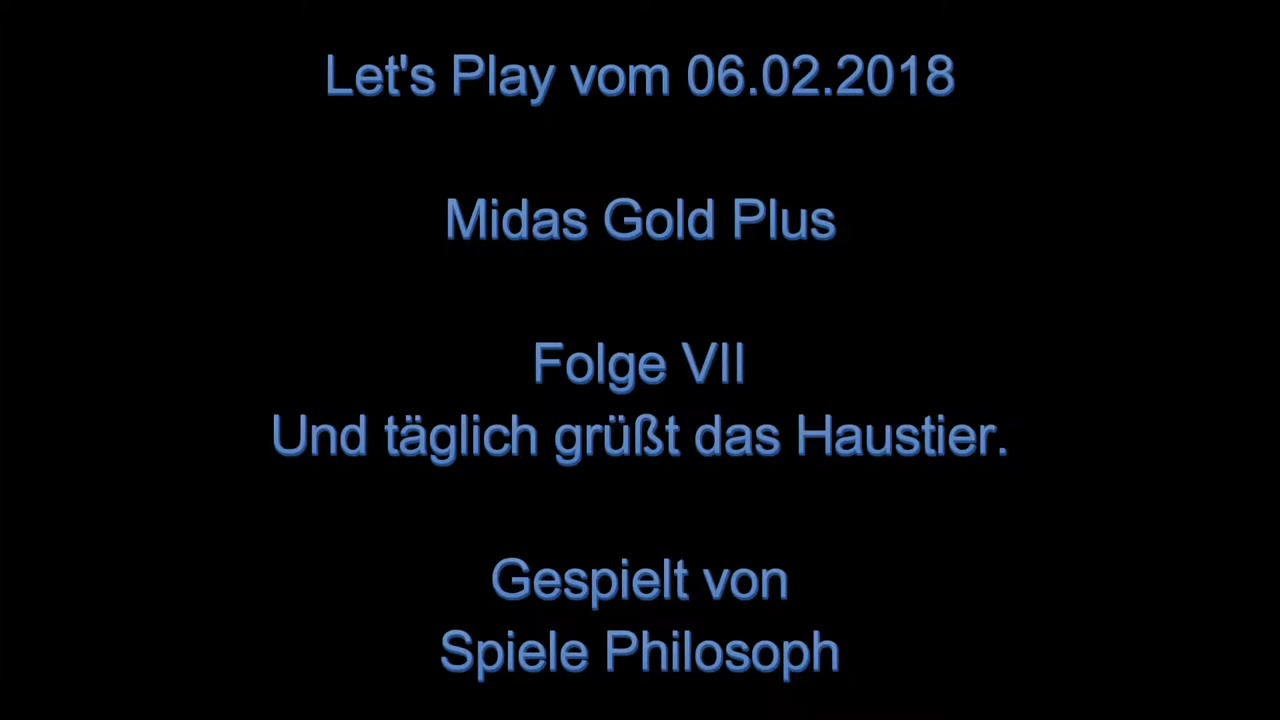 Let's Play vom 06.02.2018
Midas Gold Plus
Folge VII
Und täglich grüßt das Haustier.
Gespielt von
Spiele Philosoph